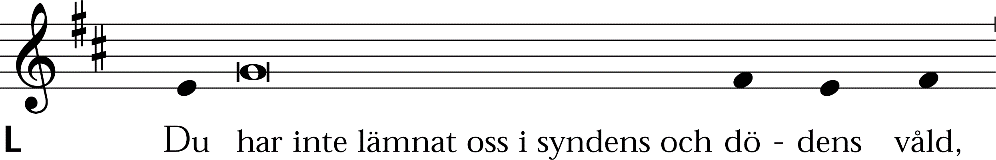 L Du har inte lämnat oss i syndens och dö - dens våld,